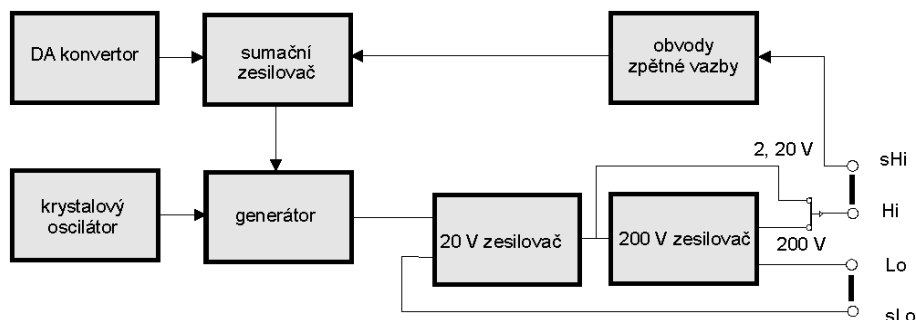 DA konvertor
sumační
zesilovač
obvody
zpětné vazby
2, 20 V
sHi
krystalový
oscilátor
generátor
20 V zesilovač
200 V zesilovač
Hi
200 V
Lo
sLo